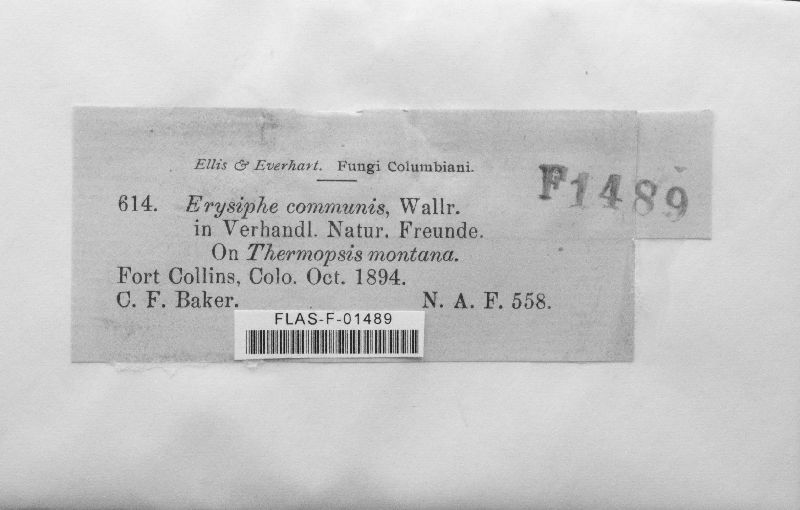 Ellis & Everhart. Fungi Columbiani.
F1489
614. Erysiphe communis, Wallr.
in Verhandl. Natur. Freunde.
On Thermopsis montana.
Fort Collins, Colo. Oct. 1894.
C. F. Baker. N. A. F. 558.
FLAS-F-01489